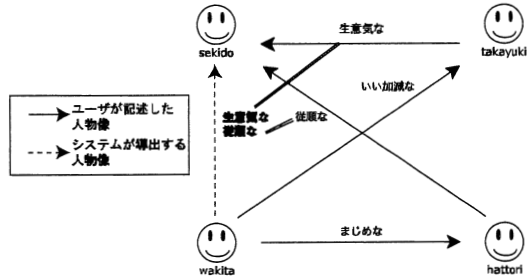 生意気な
sekido
takayuki
いい加減な
ユーザが記述した
人物像
システムが導出する
人物像
生意気な
従順な
従順な
まじめな
wakita
hattori